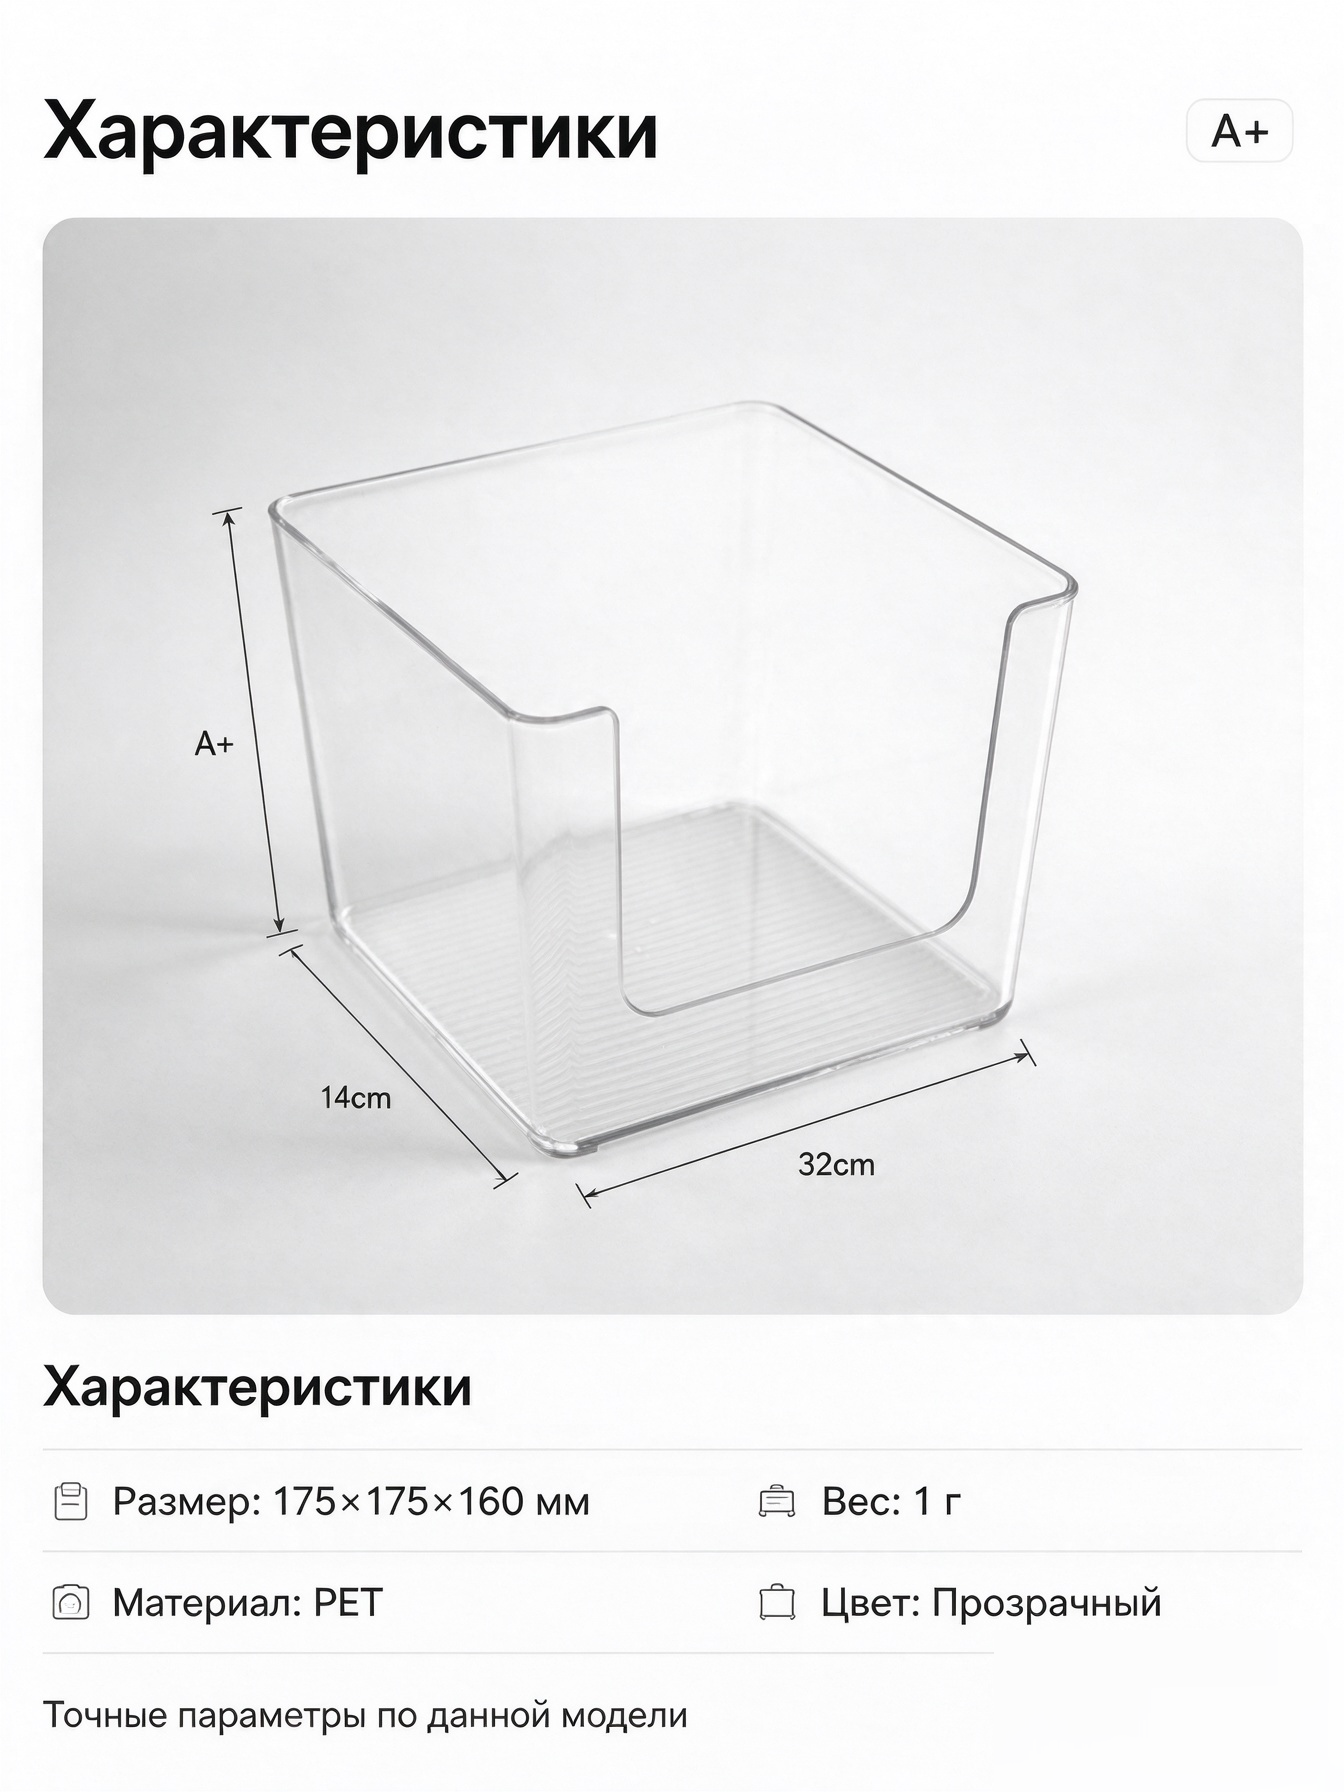 Характеристики
A+
A+
14cm
32cm
Характеристики
Размер: 175×175×160 мм
Вес: 1 г
Материал: PET
Цвет: Прозрачный
Точные параметры по данной модели